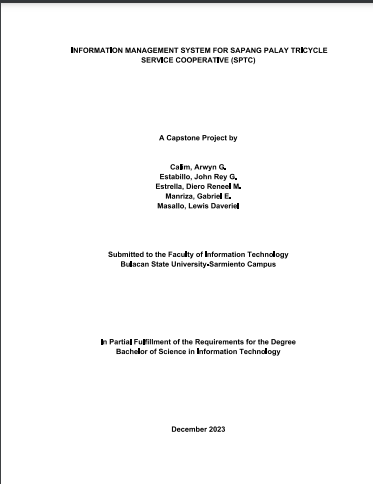 INFORMATION MANAGEMENT SYSTEM FOR SAPANG PALAY TRICYCLE
SERVICE COOPERATIVE (SPTC)
A Capstone Project by
Calim, Arwyn G.
Estabillo, John Rey G.
Estrella, Diero Reneel M.
Manriza, Gabriel E.
Masallo, Lewis Daveriel
Submitted to the Faculty of Information Technology
Bulacan State University-Sarmiento Campus
In Partial Fulfillment of the Requirements for the Degree
Bachelor of Science in Information Technology
December 2023